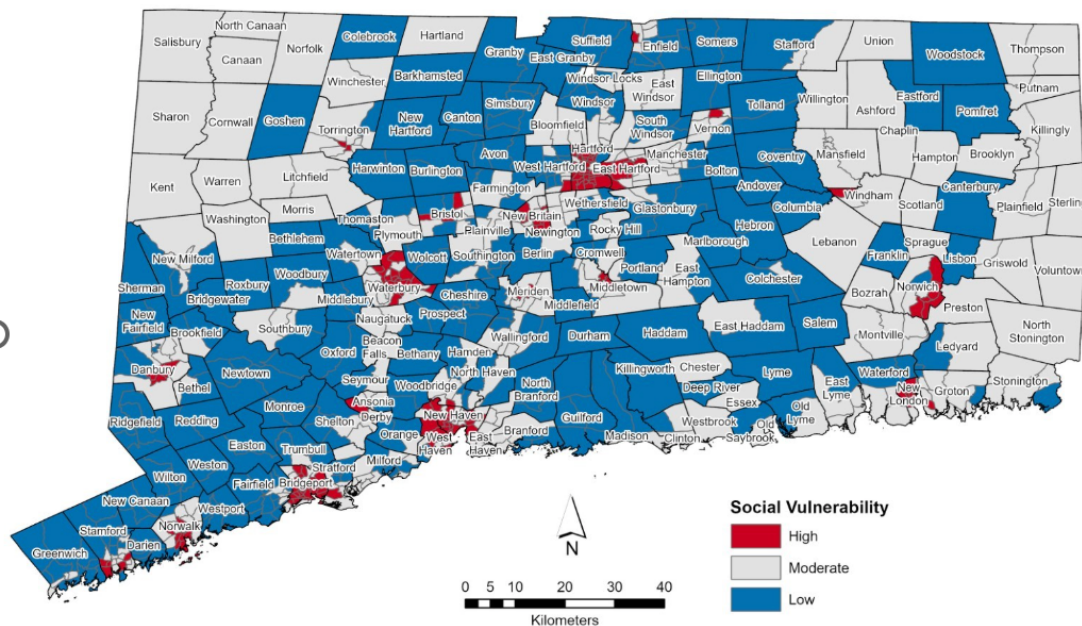 North Canaan
Salisbury
Canaan
Norfolk
Colebrook
Hartland
Granby
Suffield
East Granby
Enfield
Somers
Stafford
Union
Woodstock
Thompson
Putnam
Winchester
Barkhamsted
Windsor Locks
East
Windsor
Ellington
Willington
Ashford
Eastford
Pomfret
Killingly
Sharon
Cornwall
Goshen
Torrington
New
Hartford
Canton
Simsbury
Windsor
Bloomfield
South
Windsor
Vernon
Tolland
Chaplin
Mansfield
Hampton
Brooklyn
Kent
Warren
Litchfield
Harwinton
Burlington
Avon
Hartford
West Hartford
East Hartford
Manchester
Bolton
Coventry
Andover
Columbia
Windham
Scotland
Canterbury
Plainfield
Sterlin
Washington
Morris
Bethlehem
Thomaston
Plymouth
Bristol
Farmington
New Britain
Plainville
Newington
Wethersfield
Rocky Hill
Glastonbury
Hebron
Marlborough
Lebanon
Franklin
Sprague
Lisbon
Griswold
Voluntow
New Milford
Sherman
Roxbury
Bridgewater
Woodbury
Watertown
Waterbury
Middlebury
Wolcott
Southington
Berlin
Cromwell
Portland
Middletown
East
Hampton
Colchester
Bozrah
Norwich
Preston
New
Fairfield
Brookfield
Southbury
Naugatuck
Prospect
Cheshire
Meriden
Middlefield
Haddam
East Haddam
Salem
Montville
Ledyard
North
Stonington
Danbury
Bethel
Newtown
Oxford
Beacon
Falls
Bethany
Hamden
Wallingford
Durham
Seymour
Woodbridge
North Haven
North
Branford
Killingworth
Chester
Deep River
Essex
Lyme
East
Lyme
Waterford
New
London
Groton
Stonington
Ridgefield
Redding
Monroe
Shelton
Ansonia
Derby
Orange
New Haven
West
Haven
East
Haven
Branford
Guilford
Madison
Clinton
Westbrook
Old
Saybrook
Old
Lyme
Easton
Trumbull
Stratford
Milford
Bridgeport
Fairfield
Weston
Wilton
Westport
New Canaan
Norwalk
Stamford
Darien
Greenwich
N
0 5 10 20 30 40
Kilometers
Social Vulnerability
High
Moderate
Low